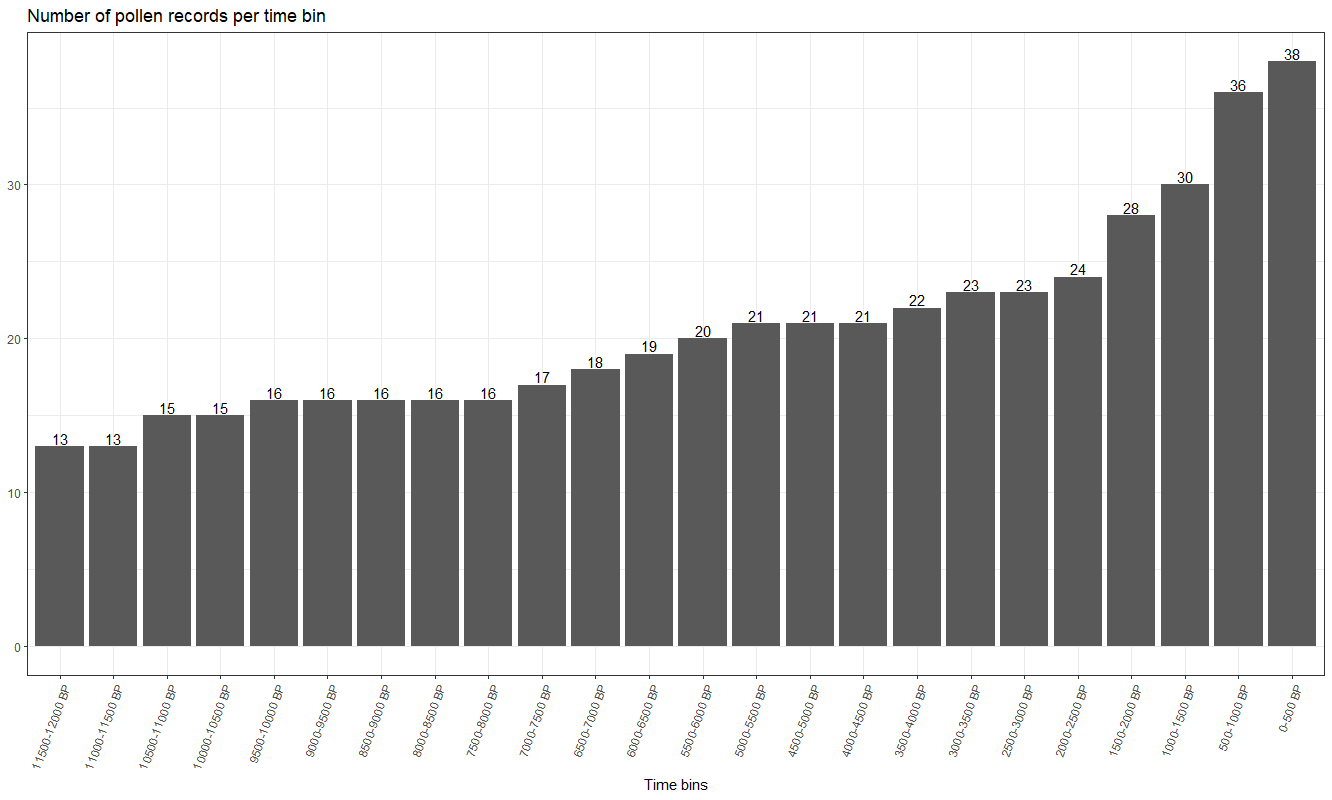 Number of pollen records per time bin
38
36
30
28
24
23
23
22
21
21
21
20
19
18
17
16
16
16
16
16
15
15
13
13
30
20
10
0
11500-12000 BP
11000-11500 BP
10500-11000 BP
10000-10500 BP
9500-10000 BP
9000-9500 BP
8500-9000 BP
8000-8500 BP
7500-8000 BP
7000-7500 BP
6500-7000 BP
6000-6500 BP
5500-6000 BP
5000-5500 BP
4500-5000 BP
4000-4500 BP
3500-4000 BP
3000-3500 BP
2500-3000 BP
2000-2500 BP
1500-2000 BP
1000-1500 BP
500-1000 BP
0-500 BP
Time bins